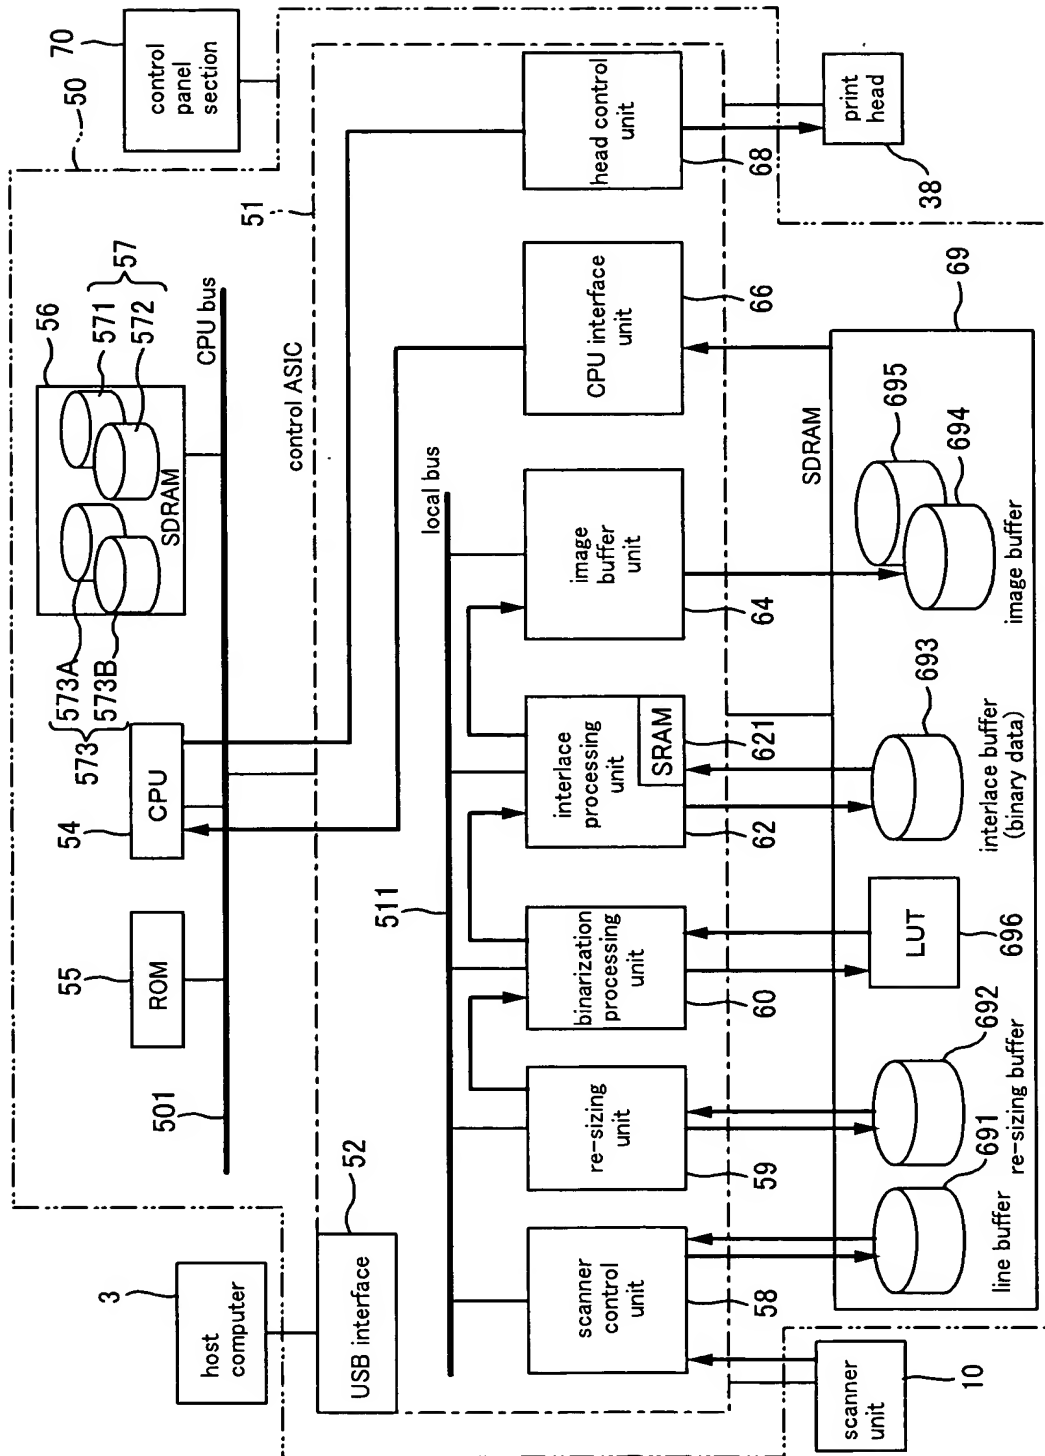 70
control
panel
section
50
51
control ASIC
56
57
571
572
SDRAM
573A
573B
573
CPU
54
ROM
55
CPU bus
501
host
computer
3
USB interface
52
local bus
511
head control
unit
68
print
head
38
CPU interface
unit
66
image
buffer
unit
64
interlace
processing
unit
SRAM
621
62
binarization
processing
unit
60
re-sizing
unit
59
scanner
control
unit
58
scanner
unit
10
SDRAM
69
695
694
image buffer
693
interlace buffer
(binary data)
LUT
696
692
re-sizing buffer
691
line buffer